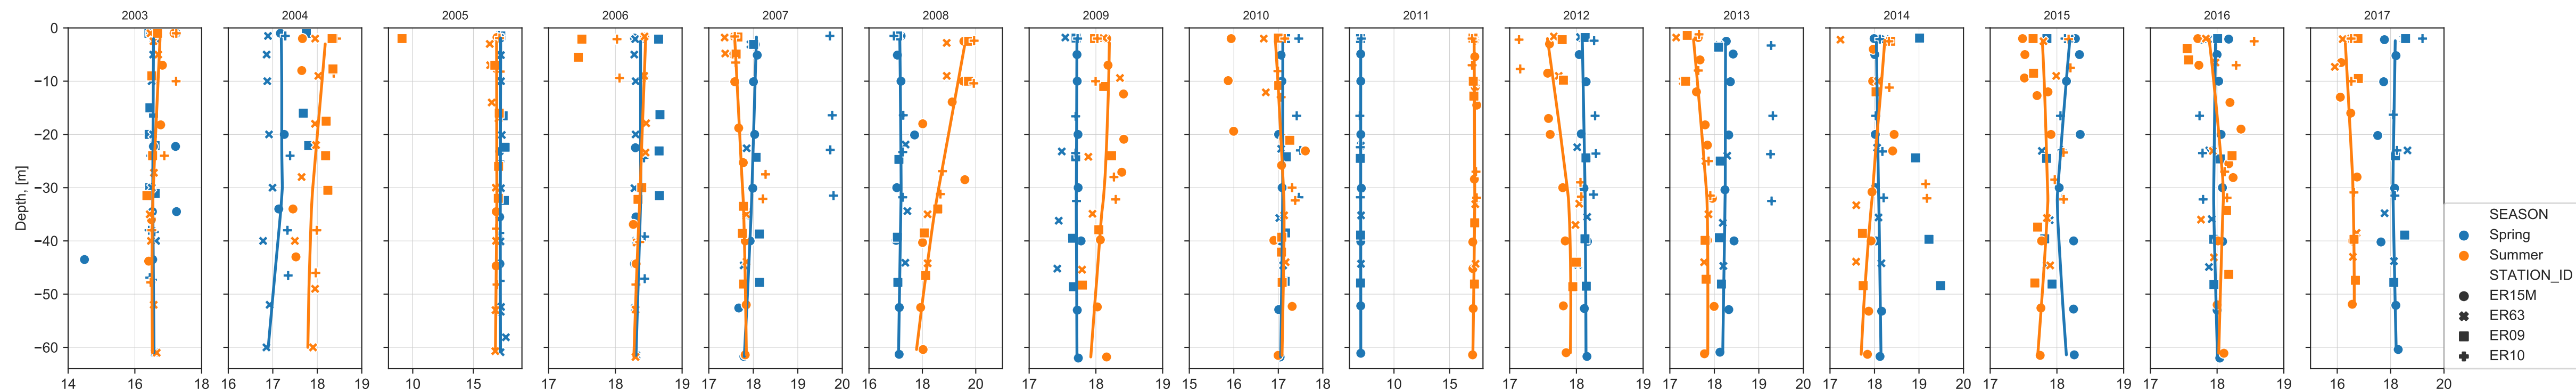 2003 2004 2005 2006 2007 2008 2009 2010 2011 2012 2013 2014 2015 2016 2017
Depth, [m]
0
−10
−20
−30
−40
−50
−60
14 16 18 16 17 18 19 10 15 17 18 19 17 18 19 20 16 18 20 17 18 19 15 16 17 18 10 15 17 18 19 17 18 19 20 17 18 19 20 17 18 19 17 18 19 16 18 20
SEASON
Spring
Summer
STATION_ID
ER15M
ER63
ER09
ER10